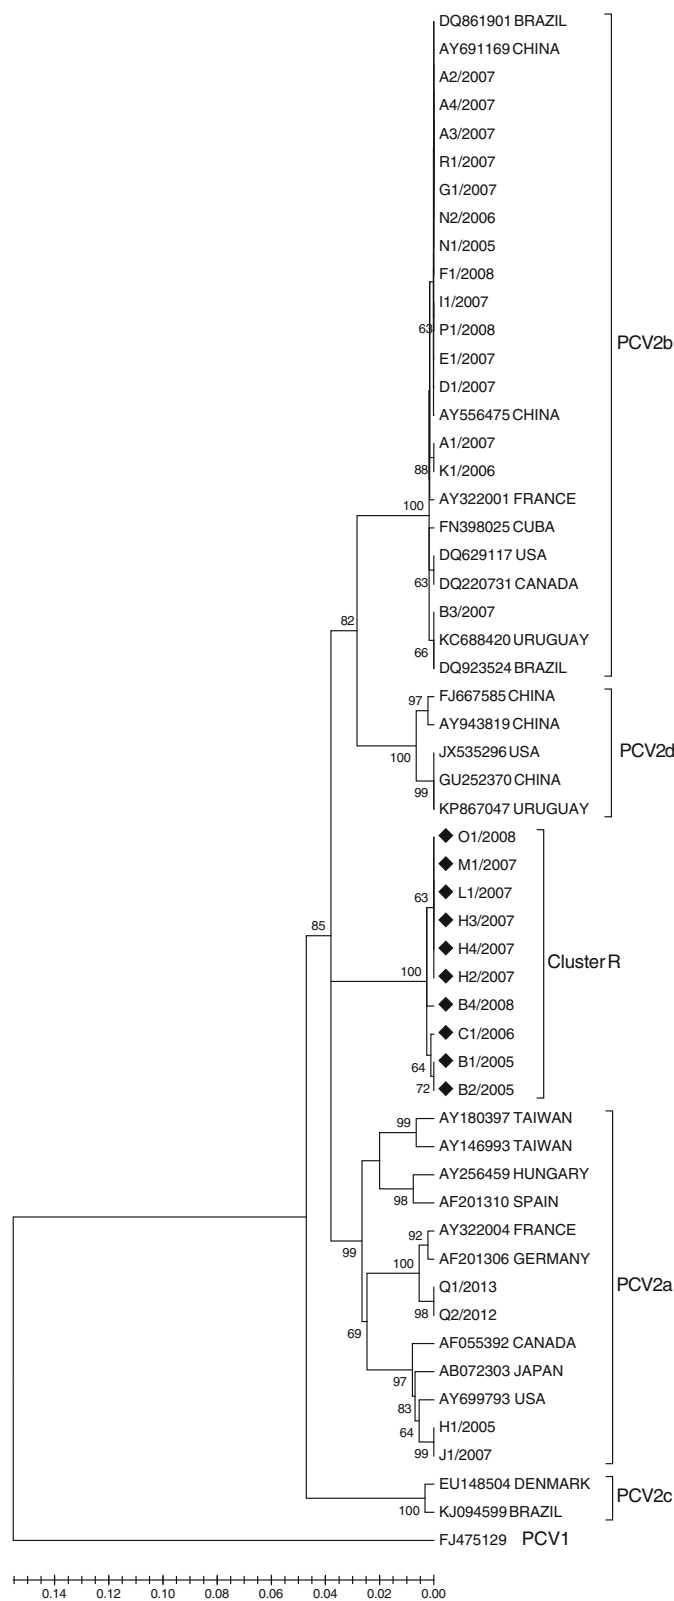 DQ861901 BRAZIL
AY691169 CHINA
A2/2007
A4/2007
A3/2007
R1/2007
G1/2007
N2/2006
N1/2005
F1/2008
I1/2007
63 P1/2008
PCV2b
E1/2007
D1/2007
AY556475 CHINA
A1/2007
88 K1/2006
100 AY322001 FRANCE
FN398025 CUBA
DQ629117 USA
63 DQ220731 CANADA
82 B3/2007
KC688420 URUGUAY
66 DQ923524 BRAZIL
97 FJ667585 CHINA
AY943819 CHINA
100 JX535296 USA
PCV2d
99 GU252370 CHINA
KP867047 URUGUAY
O1/2008
M1/2007
63 L1/2007
85 H3/2007
H4/2007
Cluster R
100 H2/2007
B4/2008
C1/2006
64 B1/2005
72 B2/2005
99 AY180397 TAIWAN
AY146993 TAIWAN
AY256459 HUNGARY
98 AF201310 SPAIN
92 AY322004 FRANCE
99 100 AF201306 GERMANY
Q1/2013
PCV2a
98 Q2/2012
69 AF055392 CANADA
97 AB072303 JAPAN
83 AY699793 USA
64 H1/2005
99 J1/2007
EU148504 DENMARK
PCV2c
100 KJ094599 BRAZIL
FJ475129 PCV1
0.14 0.12 0.10 0.08 0.06 0.04 0.02 0.00